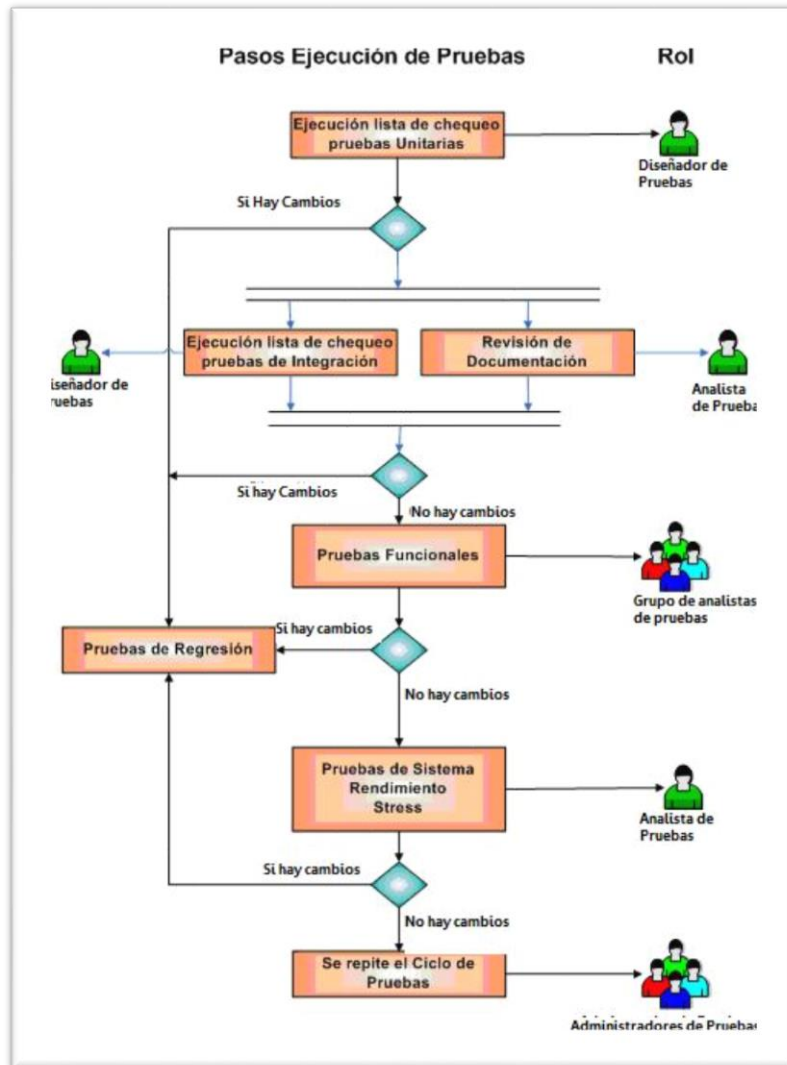 Pasos Ejecución de Pruebas
Rol
Ejecución lista de chequeo
pruebas Unitarias
Diseñador de
Pruebas
Si Hay Cambios
Ejecución lista de chequeo
pruebas de Integración
Revisión de
Documentación
iseñador de
ruebas
Analista
de Prueba
Si hay Cambios
No hay cambios
Pruebas Funcionales
Grupo de analistas
de pruebas
Si hay cambios
Pruebas de Regresión
No hay cambios
Pruebas de Sistema
Rendimiento
Stress
Analista de
Pruebas
Si hay cambios
No hay cambios
Se repite el Ciclo de
Pruebas
Administradores de Pruebas